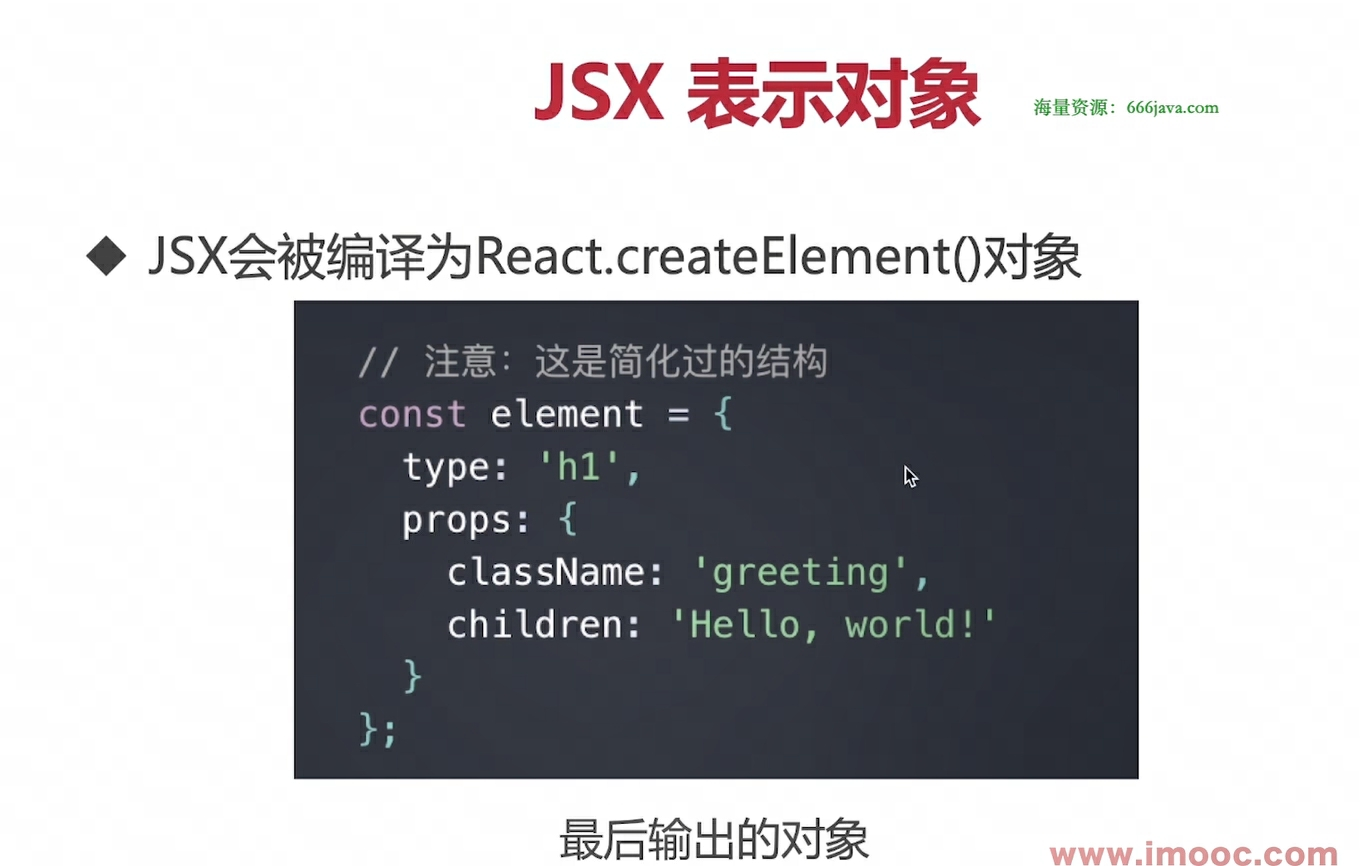 JSX 表示对象
海量资源：666java.com
◆ JSX会被编译为React.createElement()对象
// 注意：这是简化过的结构
const element = {
  type: 'h1',
  props: {
    className: 'greeting',
    children: 'Hello, world!'
  }
};
最后输出的对象
www.imooc.com